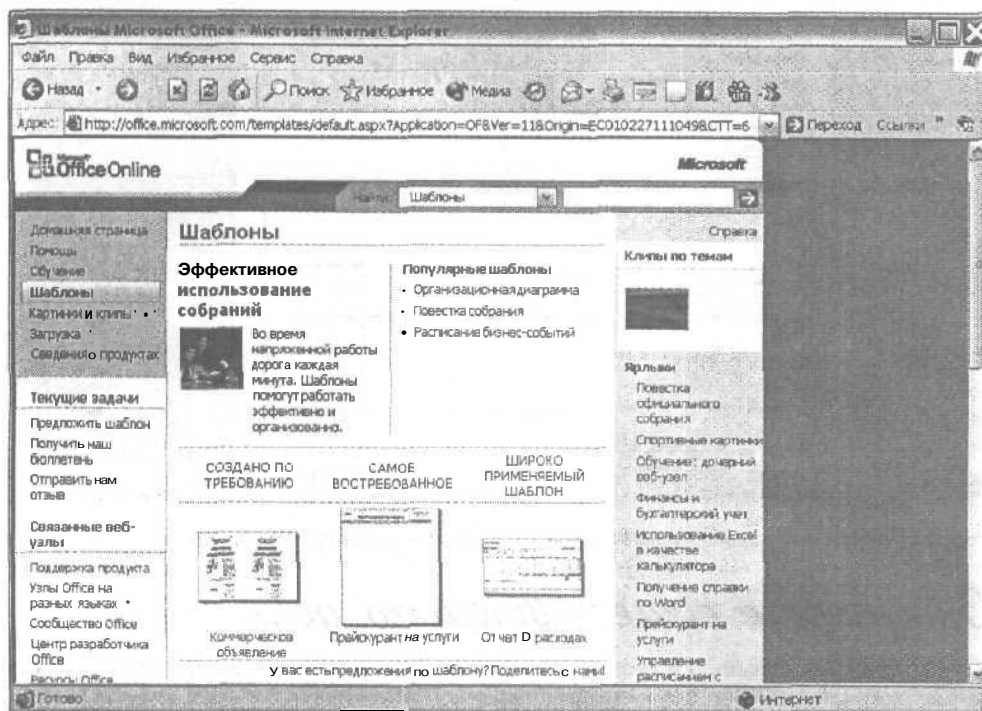 Шаблоны Microsoft Office - Microsoft Internet Explorer
Файл Правка Вид Избранное Сервис Справка
Назад Поиск Избранное Медиа
Адрес: http://office.microsoft.com/templates/default.aspx?Application=OF&Ver=11&Origin=EC010227111049&CTT=6 Переход Ссылки »
Microsoft
Office Online
Microsoft
Найти: Шаблоны
Домашняя страница
Помощь
Обучение
Шаблоны
Картинки и клипы
Загрузка
Сведения о продуктах
Текущие задачи
Предложить шаблон
Получить наш
бюллетень
Отправить нам
отзыв
Связанные веб-
узлы
Поддержка продукта
Узлы Office на
разных языках
Сообщество Office
Центр разработчика
Office
Ресурсы Office
Шаблоны
Эффективное
использование
собраний
Во время
напряженной работы
дорога каждая
минута. Шаблоны
помогут работать
эффективно и
организованно.
Популярные шаблоны
• Организационная диаграмма
• Повестка собрания
• Расписание бизнес-событий
СОЗДАНО ПО
ТРЕБОВАНИЮ
САМОЕ
ВОСТРЕБОВАННОЕ
ШИРОКО
ПРИМЕНЯЕМЫЙ
ШАБЛОН
Коммерческое
объявление
Прейскурант на услуги
Отчет D расходах
У вас есть предложения по шаблону? Поделитесь с нами!
Справка
Клипы по темам
Ярлыки
Повестка
официального
собрания
Спортивные картинки
Обучение: дочерний
веб-узел
Финансы и
бухгалтерский учет
Использование Excel
в качестве
калькулятора
Получение справки
по Word
Прейскурант на
услуги
Управление
расписанием с
Готово
Интернет